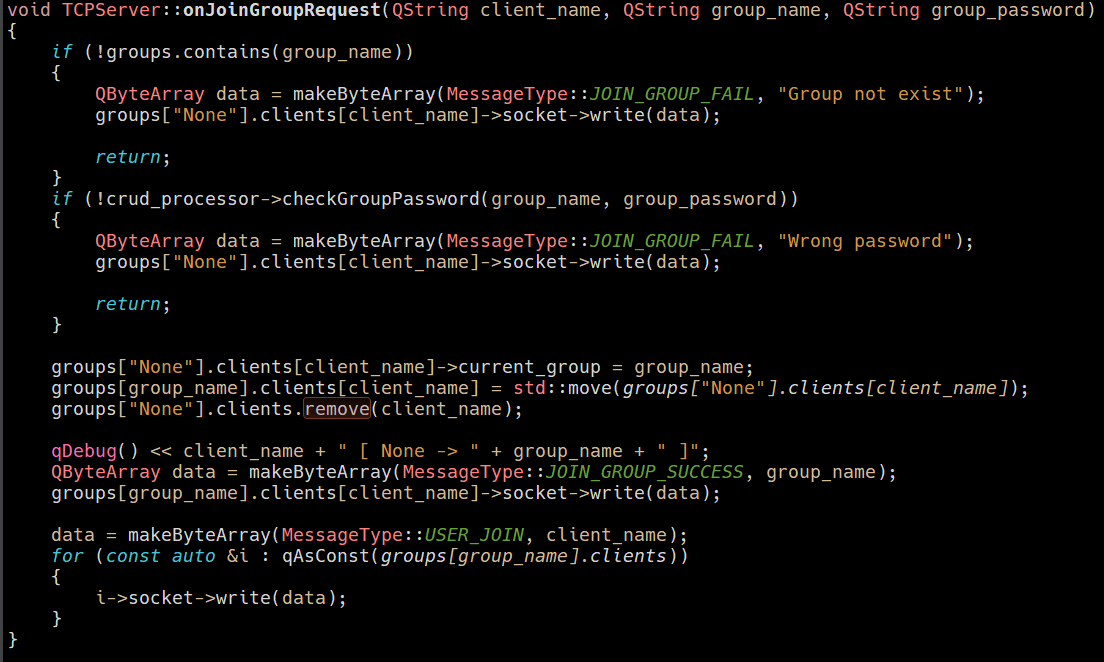 void TCPServer::onJoinGroupRequest(QString client_name, QString group_name, QString group_password)
{
    if (!groups.contains(group_name))
    {
        QByteArray data = makeByteArray(MessageType::JOIN_GROUP_FAIL, "Group not exist");
        groups["None"].clients[client_name]->socket->write(data);

        return;
    }
    if (!crud_processor->checkGroupPassword(group_name, group_password))
    {
        QByteArray data = makeByteArray(MessageType::JOIN_GROUP_FAIL, "Wrong password");
        groups["None"].clients[client_name]->socket->write(data);

        return;
    }

    groups["None"].clients[client_name]->current_group = group_name;
    groups[group_name].clients[client_name] = std::move(groups["None"].clients[client_name]);
    groups["None"].clients.remove(client_name);

    qDebug() << client_name + " [ None -> " + group_name + " ]";
    QByteArray data = makeByteArray(MessageType::JOIN_GROUP_SUCCESS, group_name);
    groups[group_name].clients[client_name]->socket->write(data);

    data = makeByteArray(MessageType::USER_JOIN, client_name);
    for (const auto &i : qAsConst(groups[group_name].clients))
    {
        i->socket->write(data);
    }
}